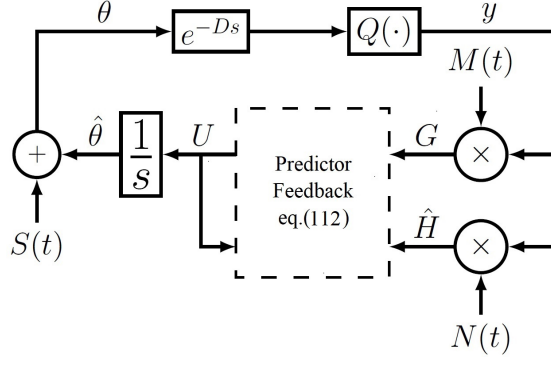 θ
e^{-Ds}
Q(·)
y
M(t)
θ̂
1/s
U
Predictor
Feedback
eq.(112)
G
×
+
S(t)
Ĥ
×
N(t)